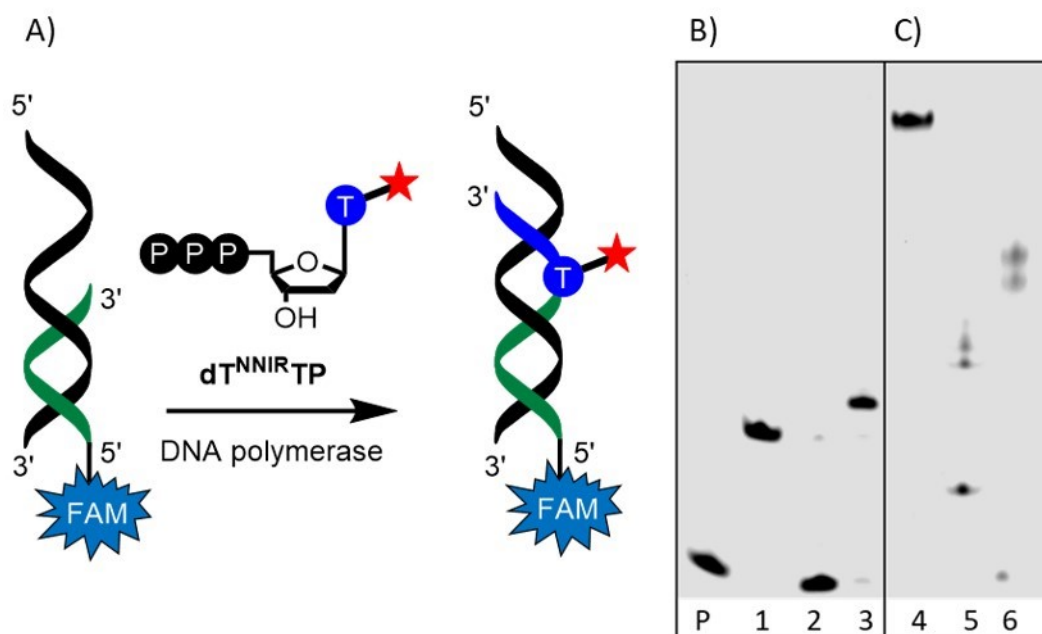 A)
B)
C)
5'
3'
3'
5'
FAM
P P P
T
O
OH
dT^NNIR TP
DNA polymerase
5'
3'
T
3'
5'
FAM
P 1 2 3 4 5 6